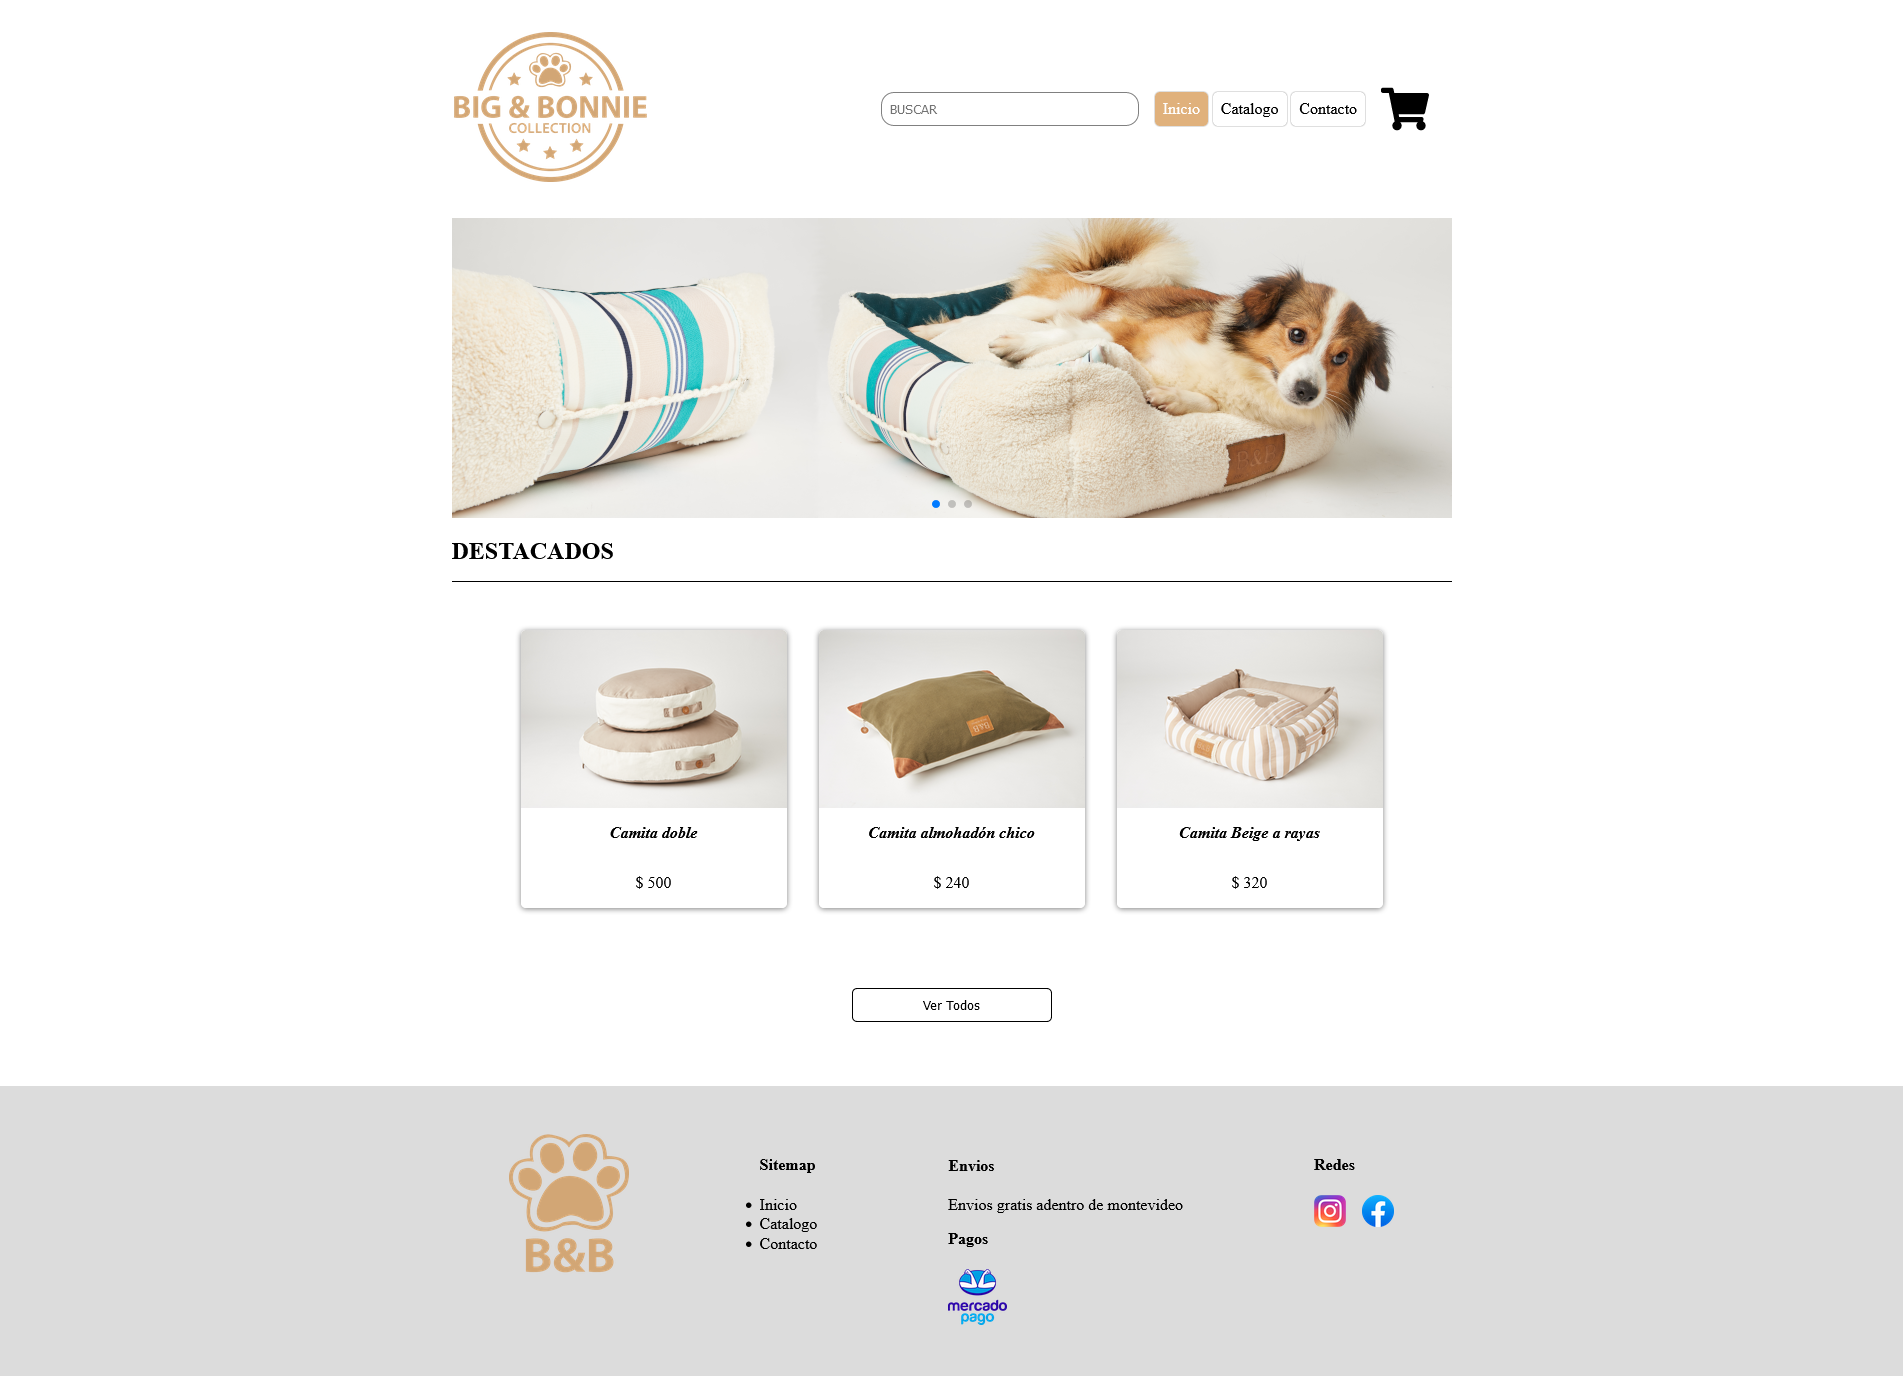 BIG & BONNIE
COLLECTION
BUSCAR
Inicio
Catalogo
Contacto
B&B
DESTACADOS
B&B
B&B
Camita doble
Camita almohadón chico
Camita Beige a rayas
$ 500
$ 240
$ 320
Ver Todos
B&B
Sitemap
Inicio
Catalogo
Contacto
Envios
Envios gratis adentro de montevideo
Pagos
mercado
pago
Redes